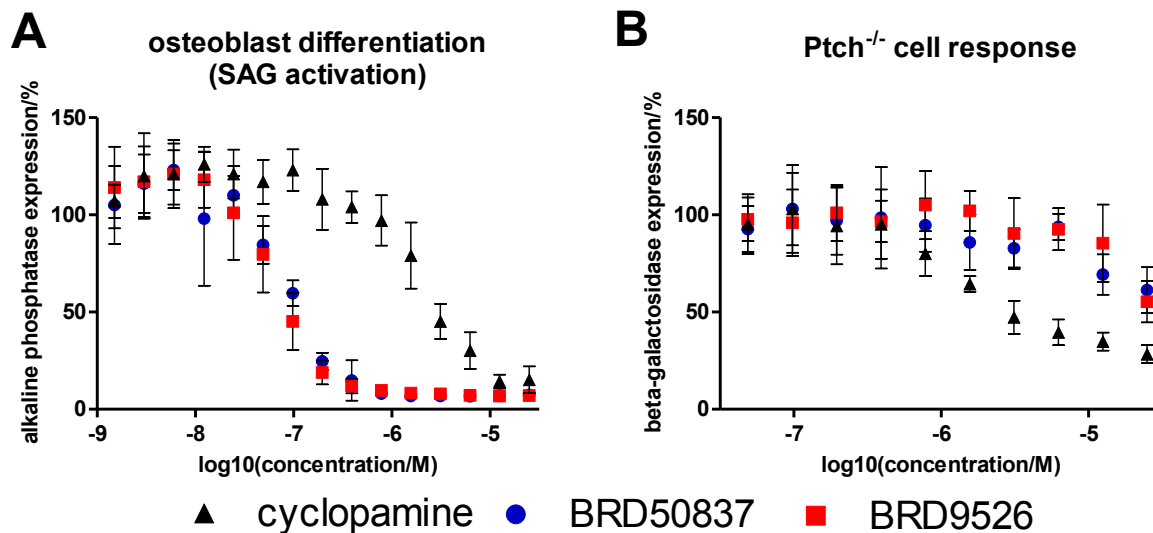 A
osteoblast differentiation
(SAG activation)
alkaline phosphatase expression/%
150
100
50
0
-9
-8
-7
-6
-5
log10(concentration/M)
B
Ptch-/- cell response
beta-galactosidase expression/%
150
100
50
0
-7
-6
-5
log10(concentration/M)
cyclopamine
BRD50837
BRD9526